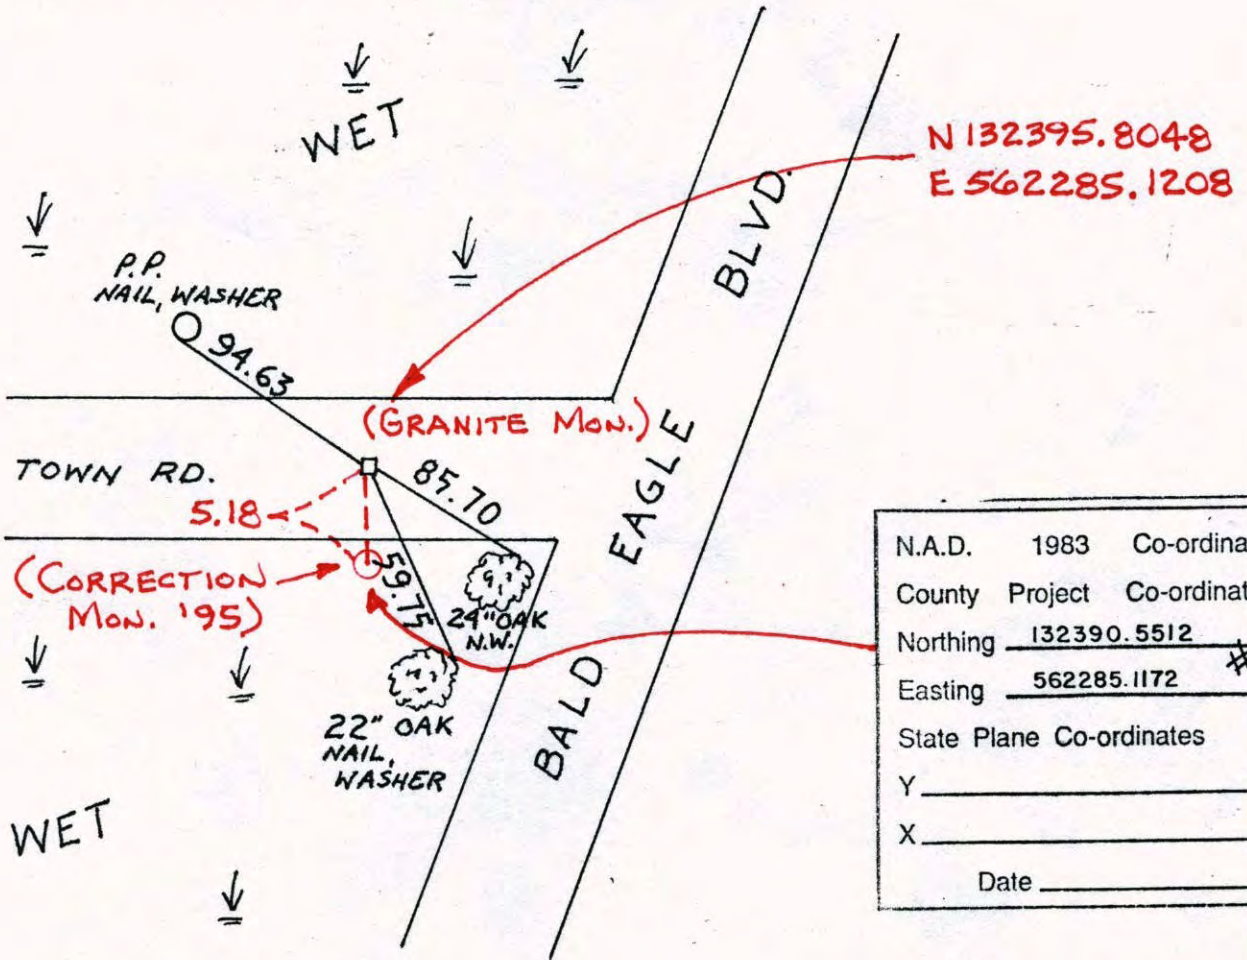 WET
N 132395.8048
E 562285.1208
P.P.
NAIL, WASHER
94.63
BALD EAGLE BLVD.
(GRANITE MON.)
TOWN RD.
85.70
5.18
(CORRECTION
MON. '95)
59.75
24" OAK
N.W.
22" OAK
NAIL,
WASHER
WET
N.A.D. 1983 Co-ordina
County Project Co-ordinat
Northing 132390.5512
#
Easting 562285.1172
State Plane Co-ordinates
Y
X
Date